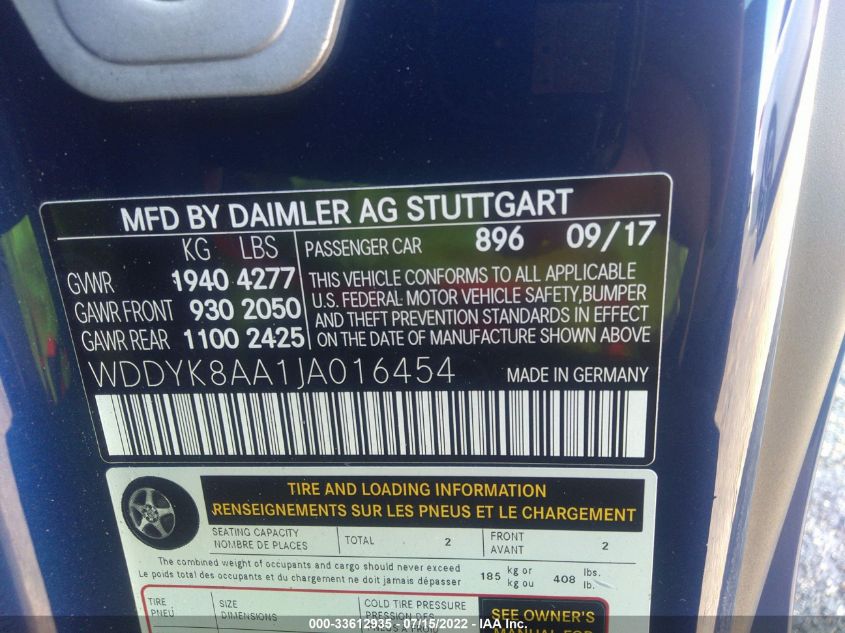 MFD BY DAIMLER AG STUTTGART
KG LBS PASSENGER CAR 896 09/17
GVWR 1940 4277
GAWR FRONT 930 2050
GAWR REAR 1100 2425
THIS VEHICLE CONFORMS TO ALL APPLICABLE
U.S. FEDERAL MOTOR VEHICLE SAFETY, BUMPER
AND THEFT PREVENTION STANDARDS IN EFFECT
ON THE DATE OF MANUFACTURE SHOWN ABOVE
WDDYK8AA1JA016454 MADE IN GERMANY
TIRE AND LOADING INFORMATION
RENSEIGNEMENTS SUR LES PNEUS ET LE CHARGEMENT
SEATING CAPACITY
NOMBRE DE PLACES
TOTAL 2
FRONT
AVANT
2
The combined weight of occupants and cargo should never exceed
Le poids total des occupants et du chargement ne doit jamais dépasser
185 kg or
kg ou
408 lbs.
lb.
TIRE
PNEU
SIZE
DIMENSIONS
COLD TIRE PRESSURE
PRESSION DES
PNEUS A FROID
SEE OWNER'S
MANUAL FOR
000-33612935 - 07/15/2022 - IAA Inc.